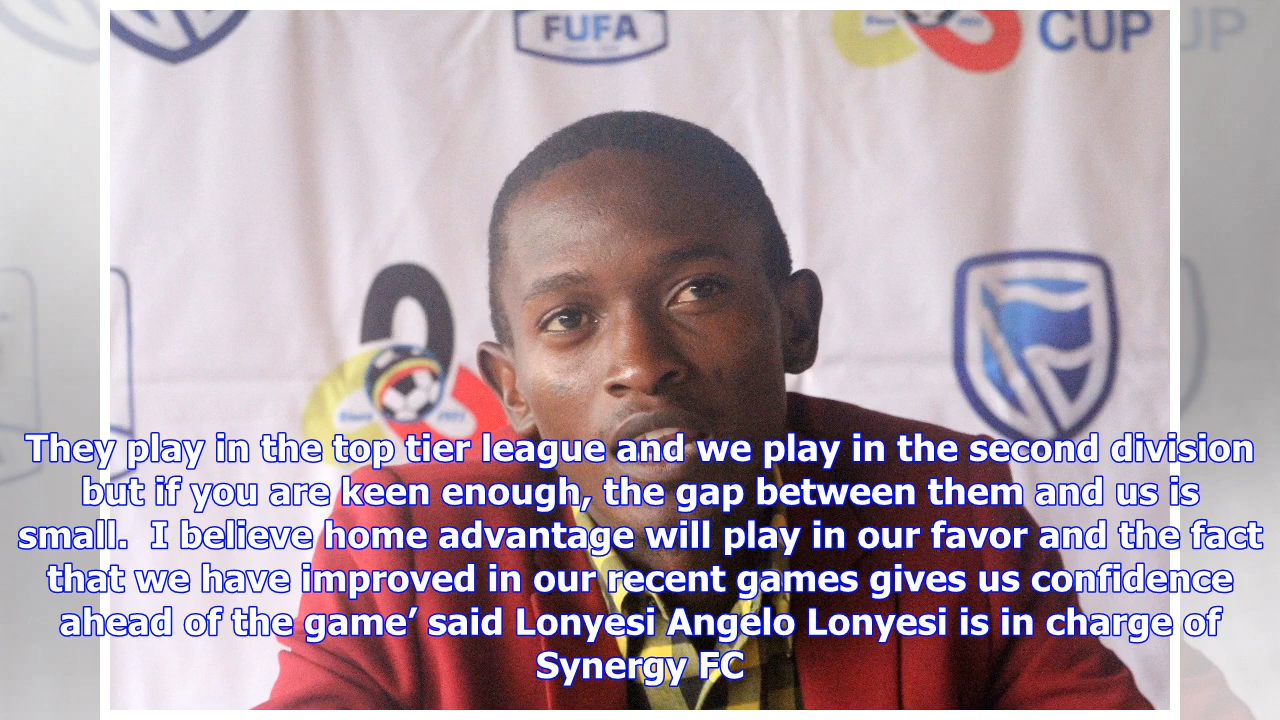 FUFA
CUP
UP
They play in the top tier league and we play in the second division
but if you are keen enough, the gap between them and us is
small.  I believe home advantage will play in our favor and the fact
that we have improved in our recent games gives us confidence
ahead of the game’ said Lonyesi Angelo Lonyesi is in charge of
Synergy FC